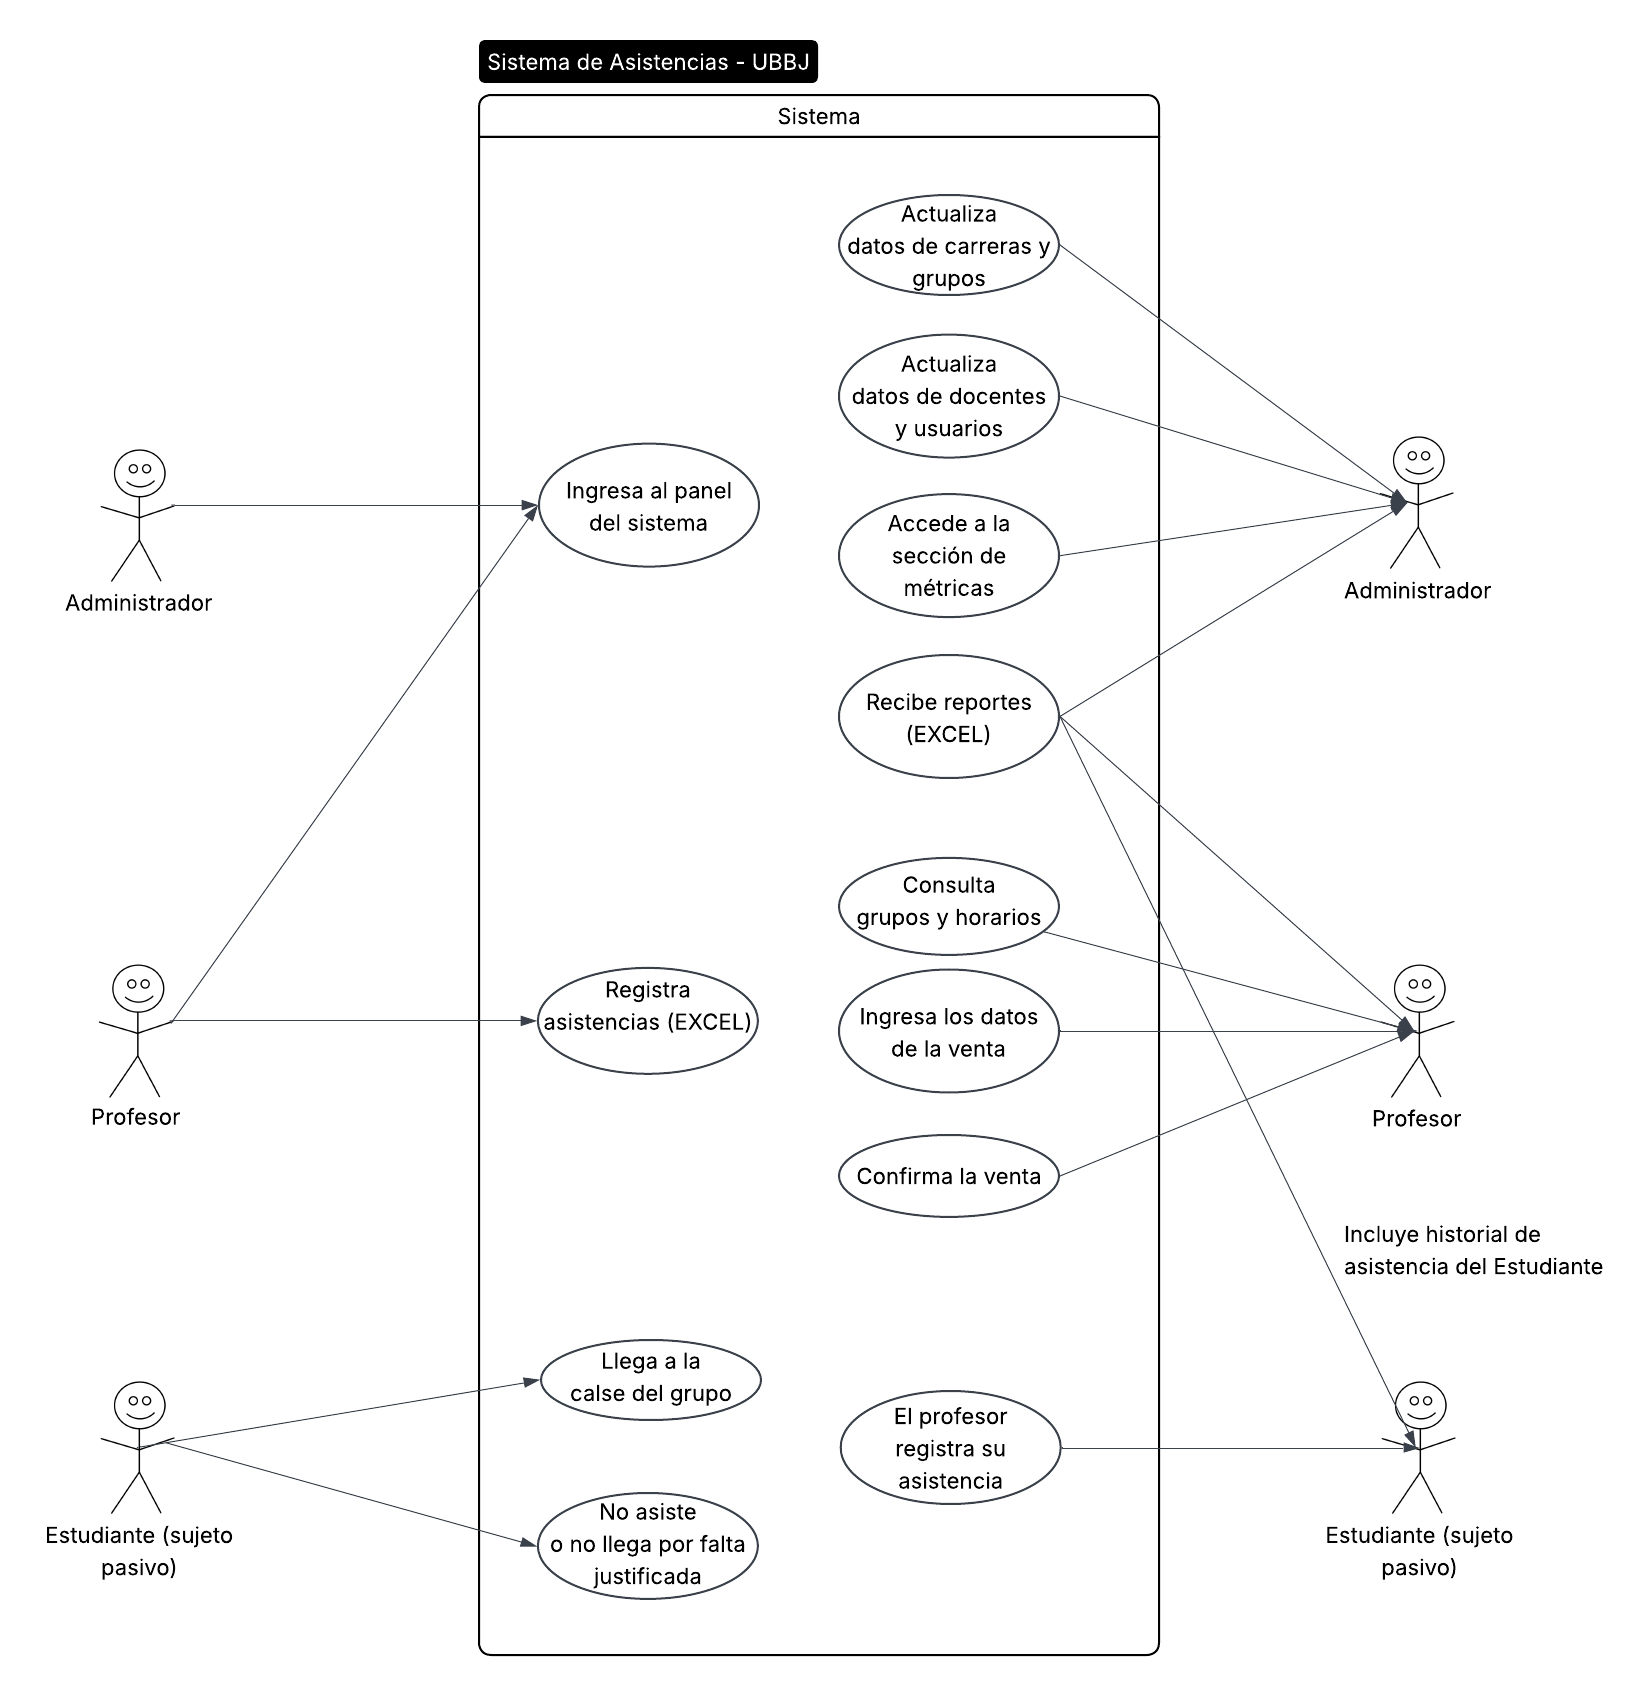 Sistema de Asistencias - UBBJ
Sistema
Actualiza
datos de carreras y
grupos
Actualiza
datos de docentes
y usuarios
Ingresa al panel
del sistema
Accede a la
sección de
métricas
Administrador
Administrador
Recibe reportes
(EXCEL)
Consulta
grupos y horarios
Registra
asistencias (EXCEL)
Ingresa los datos
de la venta
Profesor
Profesor
Confirma la venta
Incluye historial de
asistencia del Estudiante
Llega a la
calse del grupo
El profesor
registra su
asistencia
Estudiante (sujeto
pasivo)
No asiste
o no llega por falta
justificada
Estudiante (sujeto
pasivo)